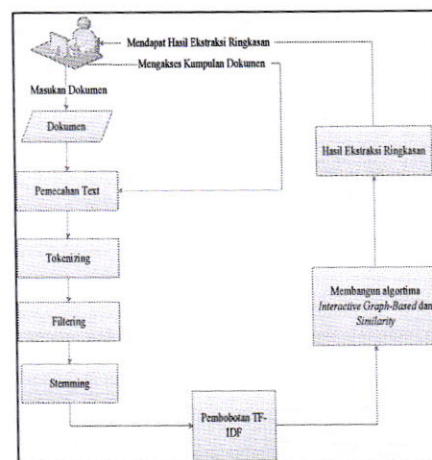 Mendapat Hasil Ekstraksi Ringkasan
Mengakses Kumpulan Dokumen
Masukan Dokumen
Dokumen
Pemecahan Text
Tokenizing
Filtering
Stemming
Pembobotan TF-
IDF
Membangun algortima
Interactive Graph-Based dan
Similarity
Hasil Ekstraksi Ringkasan